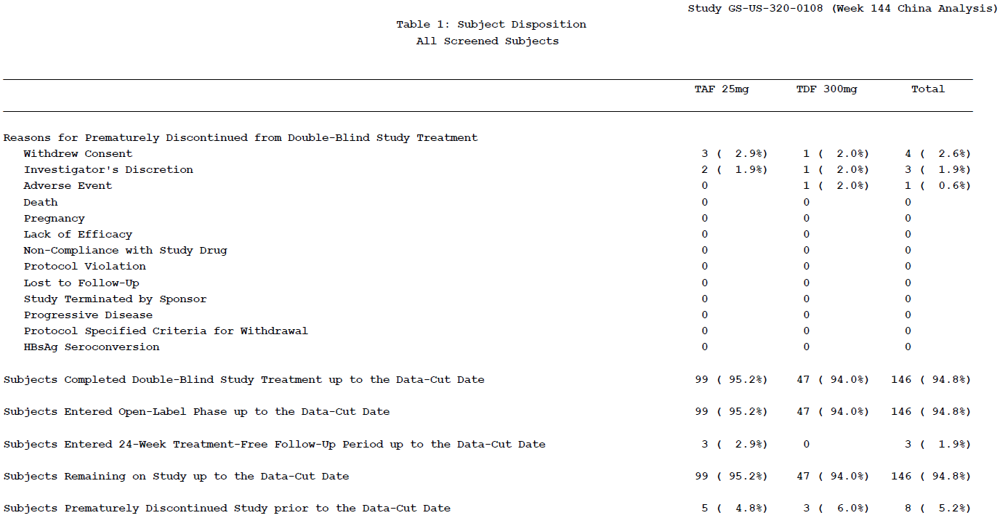 Study GS-US-320-0108 (Week 144 China Analysis)
Table 1: Subject Disposition
All Screened Subjects
TAF 25mg TDF 300mg Total
Reasons for Prematurely Discontinued from Double-Blind Study Treatment
Withdrew Consent 3 ( 2.9%) 1 ( 2.0%) 4 ( 2.6%)
Investigator's Discretion 2 ( 1.9%) 1 ( 2.0%) 3 ( 1.9%)
Adverse Event 0 1 ( 2.0%) 1 ( 0.6%)
Death 0 0 0
Pregnancy 0 0 0
Lack of Efficacy 0 0 0
Non-Compliance with Study Drug 0 0 0
Protocol Violation 0 0 0
Lost to Follow-Up 0 0 0
Study Terminated by Sponsor 0 0 0
Progressive Disease 0 0 0
Protocol Specified Criteria for Withdrawal 0 0 0
HBsAg Seroconversion 0 0 0
Subjects Completed Double-Blind Study Treatment up to the Data-Cut Date 99 ( 95.2%) 47 ( 94.0%) 146 ( 94.8%)
Subjects Entered Open-Label Phase up to the Data-Cut Date 99 ( 95.2%) 47 ( 94.0%) 146 ( 94.8%)
Subjects Entered 24-Week Treatment-Free Follow-Up Period up to the Data-Cut Date 3 ( 2.9%) 0 3 ( 1.9%)
Subjects Remaining on Study up to the Data-Cut Date 99 ( 95.2%) 47 ( 94.0%) 146 ( 94.8%)
Subjects Prematurely Discontinued Study prior to the Data-Cut Date 5 ( 4.8%) 3 ( 6.0%) 8 ( 5.2%)